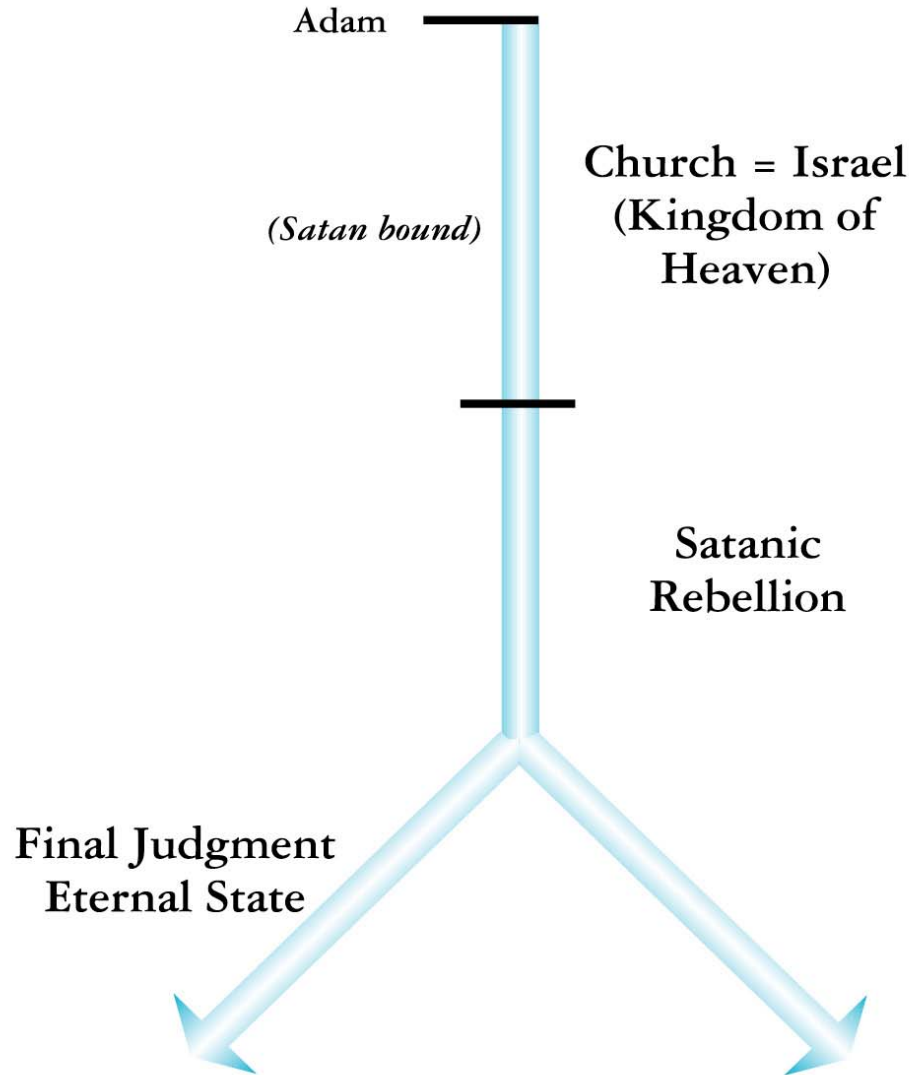 Adam
Church = Israel
(Kingdom of
Heaven)
(Satan bound)
Satanic
Rebellion
Final Judgment
Eternal State